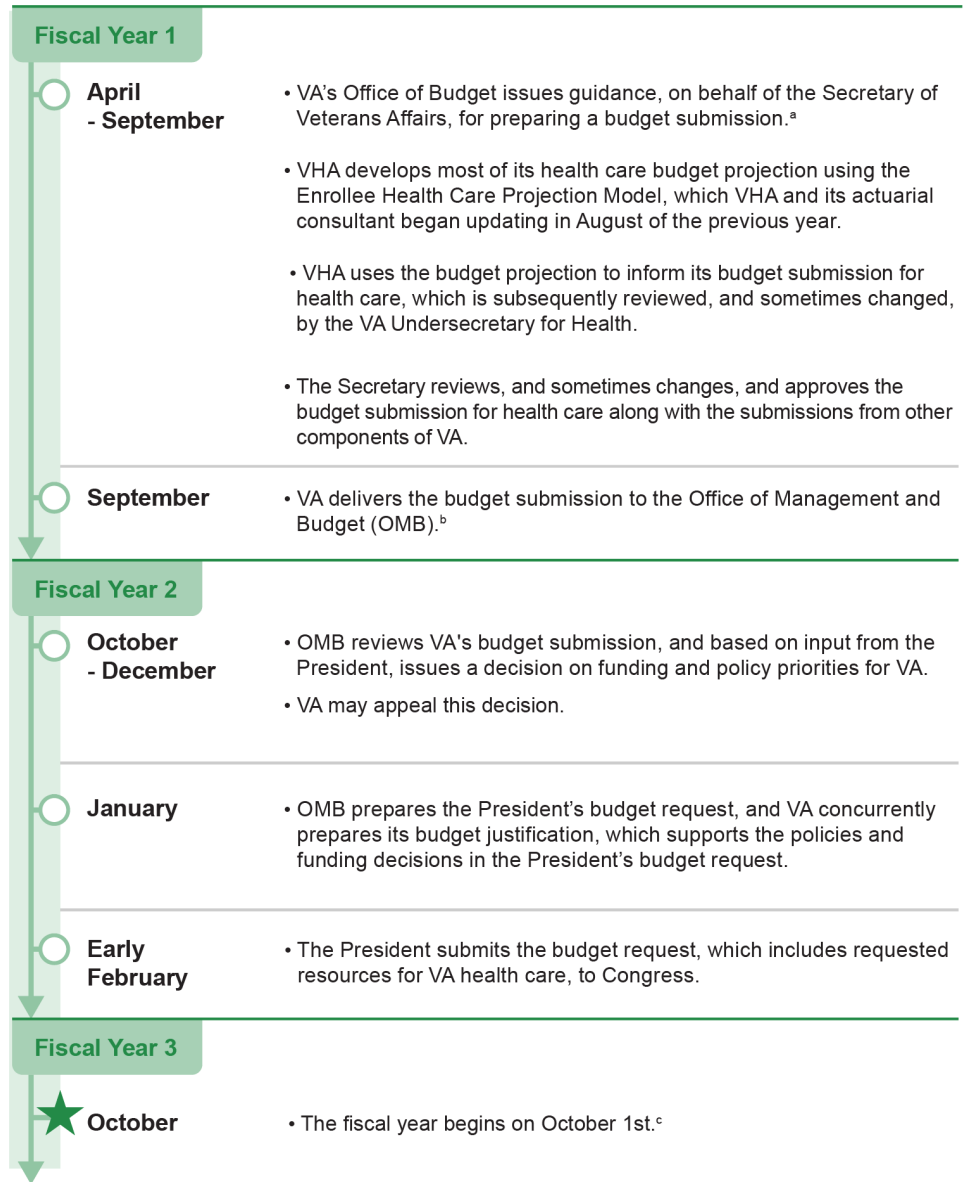 Fiscal Year 1
April
- September
• VA’s Office of Budget issues guidance, on behalf of the Secretary of
Veterans Affairs, for preparing a budget submission.ᵃ
• VHA develops most of its health care budget projection using the
Enrollee Health Care Projection Model, which VHA and its actuarial
consultant began updating in August of the previous year.
• VHA uses the budget projection to inform its budget submission for
health care, which is subsequently reviewed, and sometimes changed,
by the VA Undersecretary for Health.
• The Secretary reviews, and sometimes changes, and approves the
budget submission for health care along with the submissions from other
components of VA.
September
• VA delivers the budget submission to the Office of Management and
Budget (OMB).ᵇ
Fiscal Year 2
October
- December
• OMB reviews VA's budget submission, and based on input from the
President, issues a decision on funding and policy priorities for VA.
• VA may appeal this decision.
January
• OMB prepares the President’s budget request, and VA concurrently
prepares its budget justification, which supports the policies and
funding decisions in the President’s budget request.
Early
February
• The President submits the budget request, which includes requested
resources for VA health care, to Congress.
Fiscal Year 3
October
• The fiscal year begins on October 1st.ᶜ